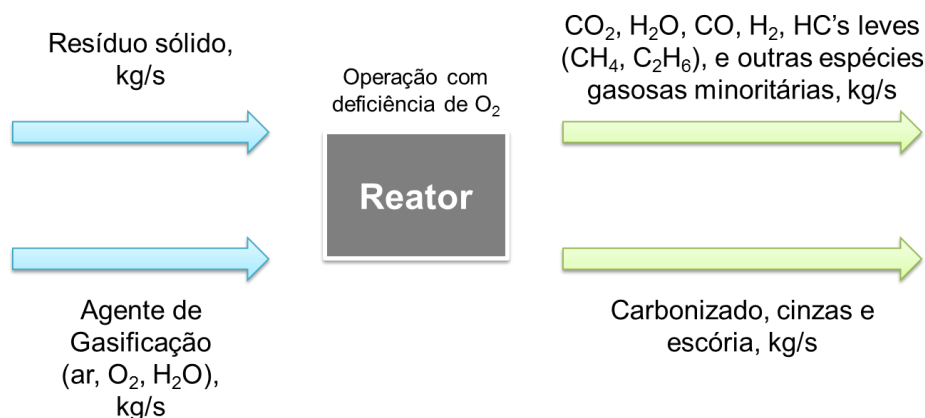 Resíduo sólido,
kg/s
Operação com
deficiência de O₂
CO₂, H₂O, CO, H₂, HC's leves
(CH₄, C₂H₆), e outras espécies
gasosas minoritárias, kg/s
Reator
Agente de
Gasificação
(ar, O₂, H₂O),
kg/s
Carbonizado, cinzas e
escória, kg/s